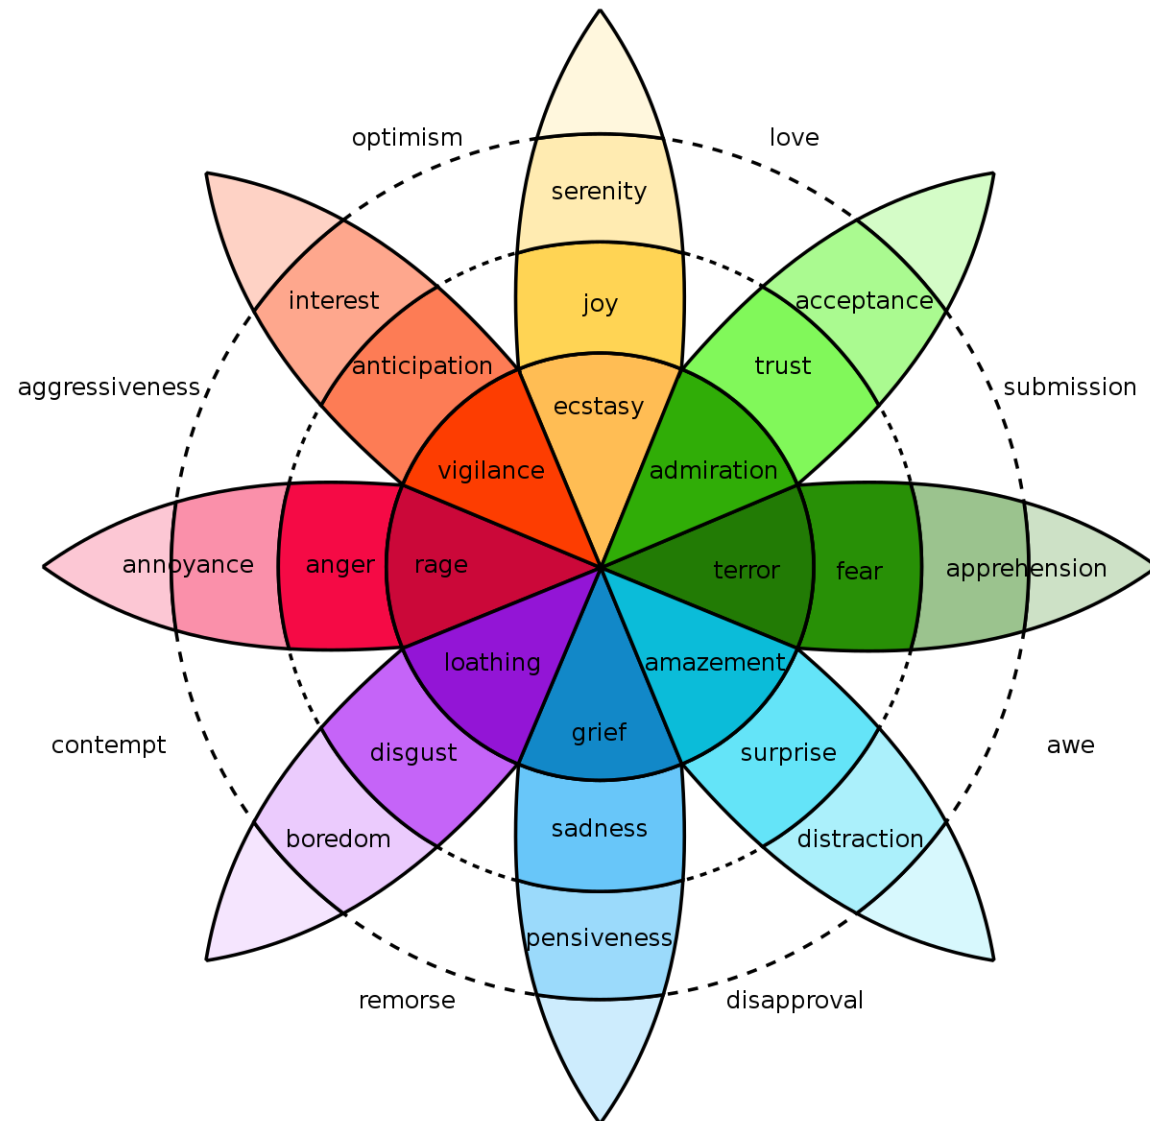 optimism
love
serenity
interest
joy
acceptance
anticipation
trust
aggressiveness
submission
ecstasy
vigilance
admiration
annoyance
anger
rage
terror
fear
apprehension
loathing
amazement
contempt
grief
awe
disgust
surprise
boredom
sadness
distraction
pensiveness
remorse
disapproval